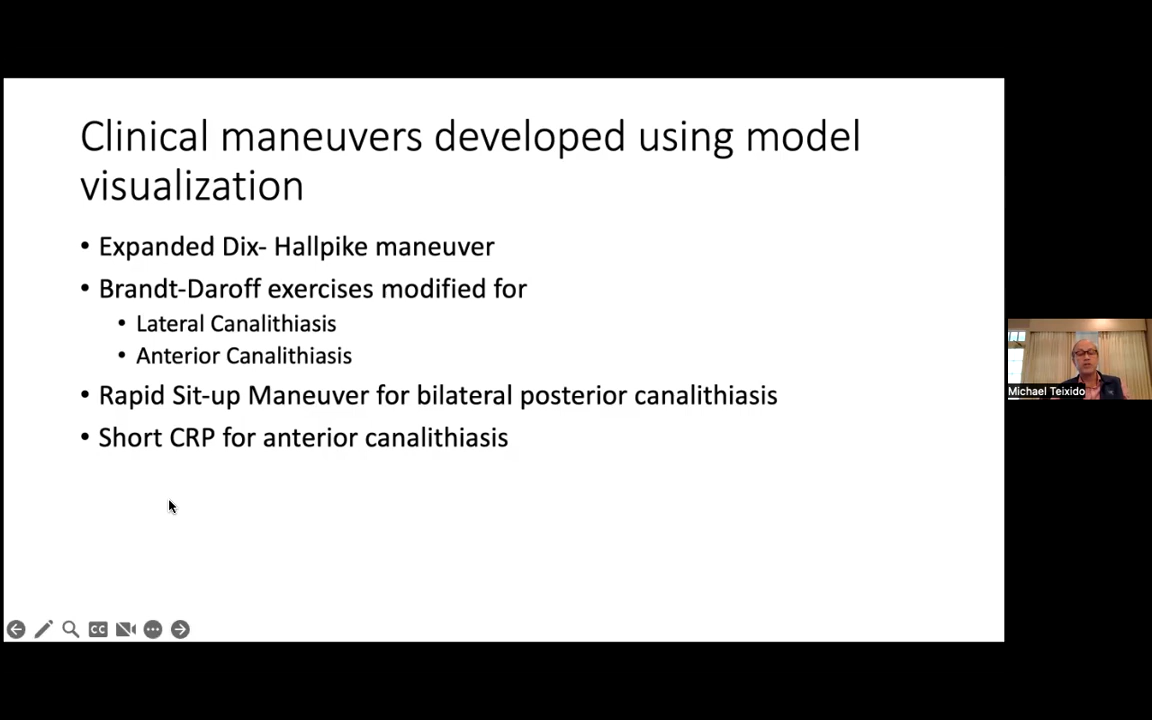 Clinical maneuvers developed using model
visualization
• Expanded Dix- Hallpike maneuver
• Brandt-Daroff exercises modified for
• Lateral Canalithiasis
• Anterior Canalithiasis
• Rapid Sit-up Maneuver for bilateral posterior canalithiasis
• Short CRP for anterior canalithiasis
Michael Teixido
CC